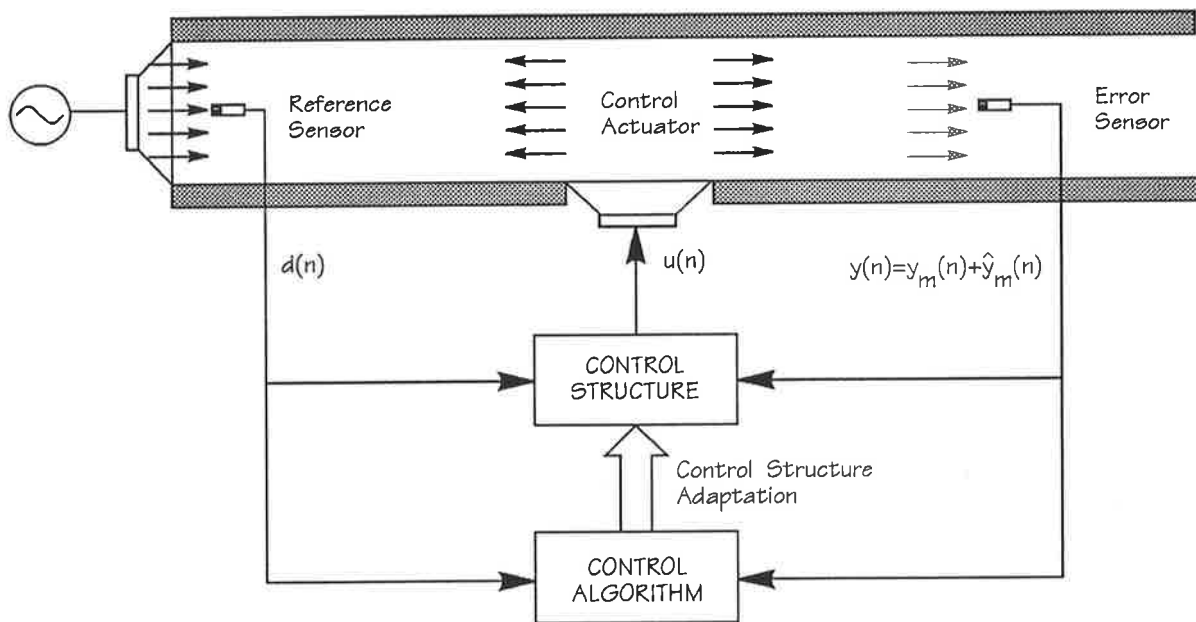 Reference
Sensor
Control
Actuator
Error
Sensor
d(n)
u(n)
y(n)=y_m(n)+ŷ_m(n)
CONTROL
STRUCTURE
Control Structure
Adaptation
CONTROL
ALGORITHM